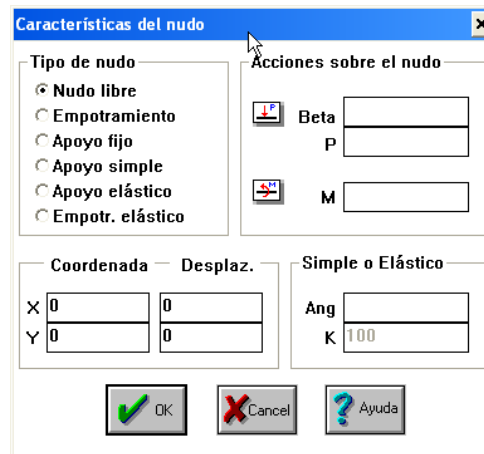 Características del nudo
Tipo de nudo
Nudo libre
Empotramiento
Apoyo fijo
Apoyo simple
Apoyo elástico
Empotr. elástico
Acciones sobre el nudo
P
Beta
P
M
M
Coordenada Desplaz.
X 0 0
Y 0 0
Simple o Elástico
Ang
K 100
OK
Cancel
Ayuda